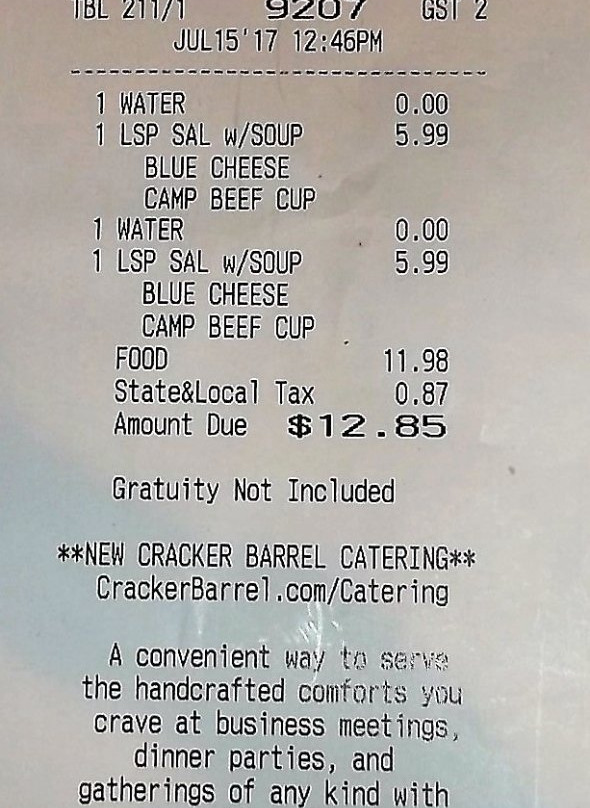 TBL 211/1 9207 GST 2
JUL15'17 12:46PM
1 WATER 0.00
1 LSP SAL w/SOUP 5.99
BLUE CHEESE
CAMP BEEF CUP
1 WATER 0.00
1 LSP SAL w/SOUP 5.99
BLUE CHEESE
CAMP BEEF CUP
FOOD 11.98
State&Local Tax 0.87
Amount Due $12.85
Gratuity Not Included
**NEW CRACKER BARREL CATERING**
CrackerBarrel.com/Catering
A convenient way to serve
the handcrafted comforts you
crave at business meetings,
dinner parties, and
gatherings of any kind with